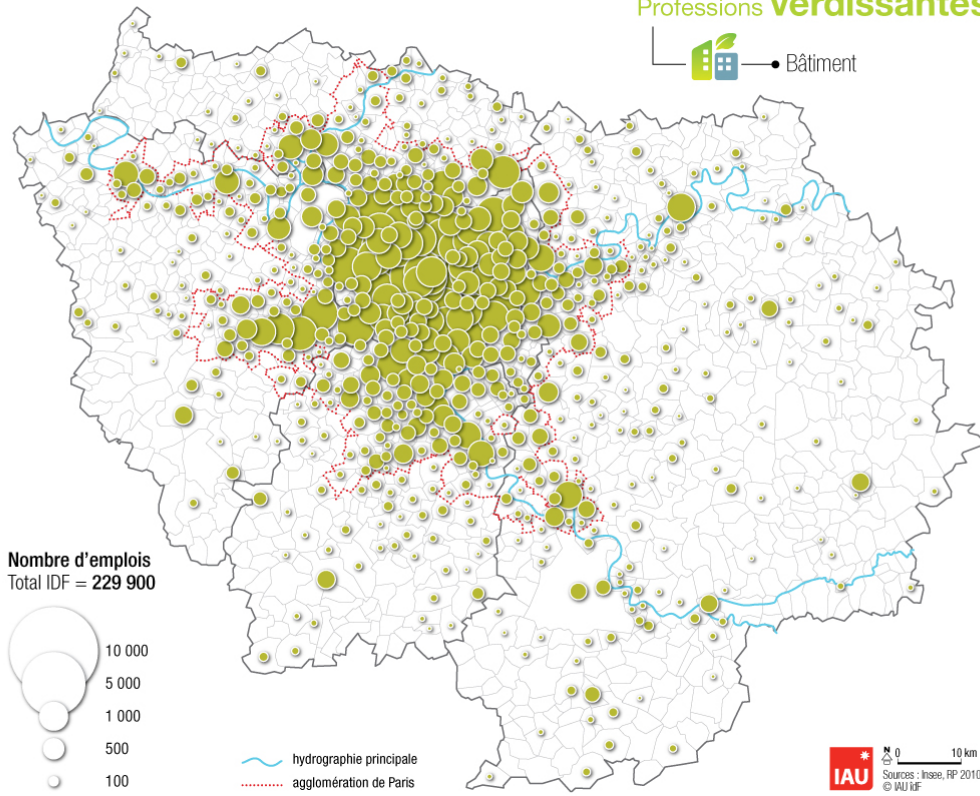 Professions verdissantes
Bâtiment
Nombre d'emplois
Total IDF = 229 900
10 000
5 000
1 000
500
100
hydrographie principale
agglomération de Paris
IAU
N
0 10 km
Sources : Insee, RP 2010
© IAU îdF